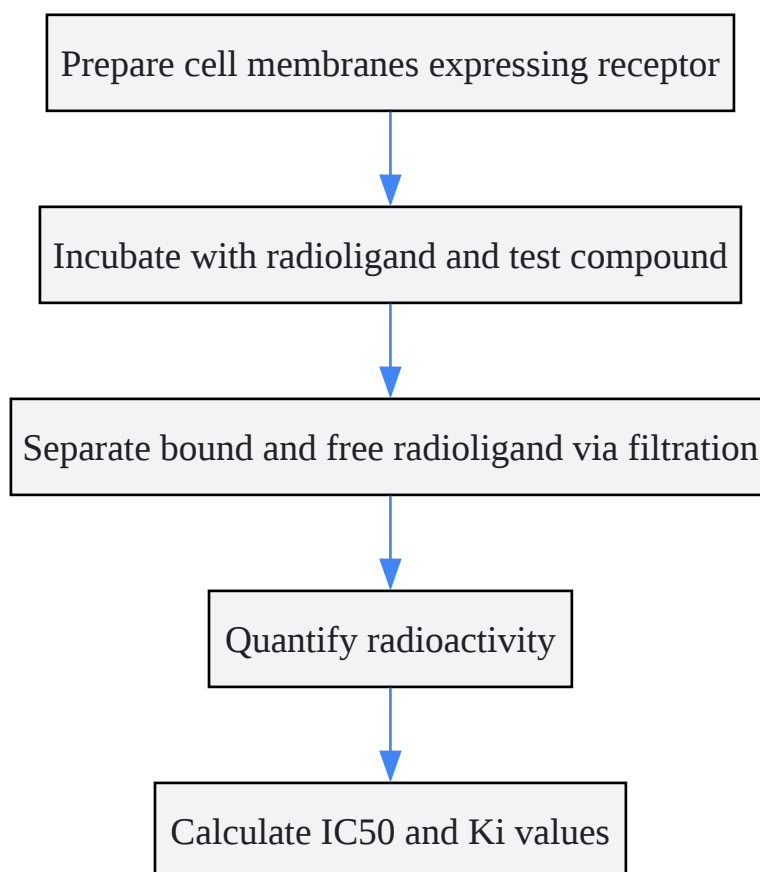 Prepare cell membranes expressing receptor
Incubate with radioligand and test compound
Separate bound and free radioligand via filtration
Quantify radioactivity
Calculate IC50 and Ki values